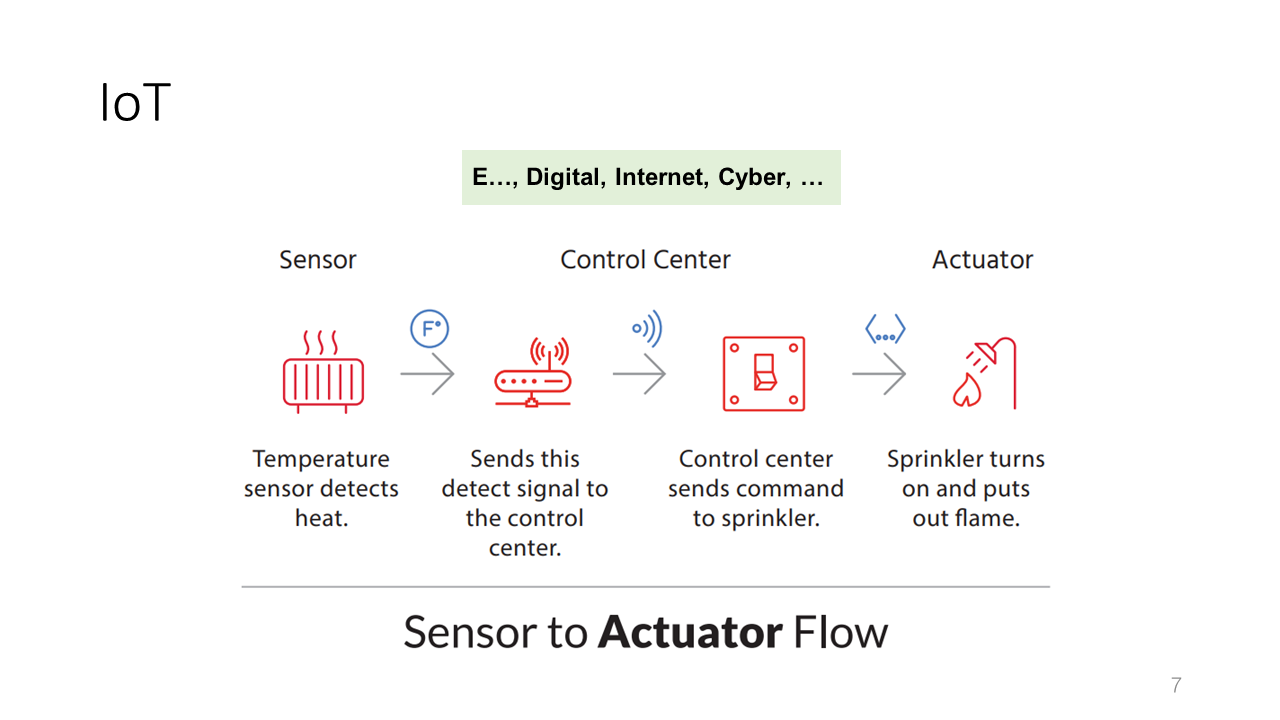 IoT
E…, Digital, Internet, Cyber, …
Sensor
Control Center
Actuator
F°
Temperature
sensor detects
heat.
Sends this
detect signal to
the control
center.
Control center
sends command
to sprinkler.
Sprinkler turns
on and puts
out flame.
Sensor to Actuator Flow
7